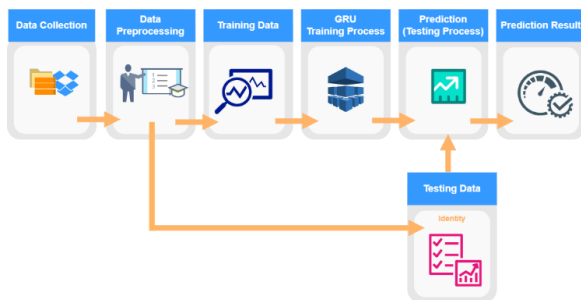 Data Collection
Data
Preprocessing
Training Data
GRU
Training Process
Prediction
(Testing Process)
Prediction Result
Testing Data
Identity